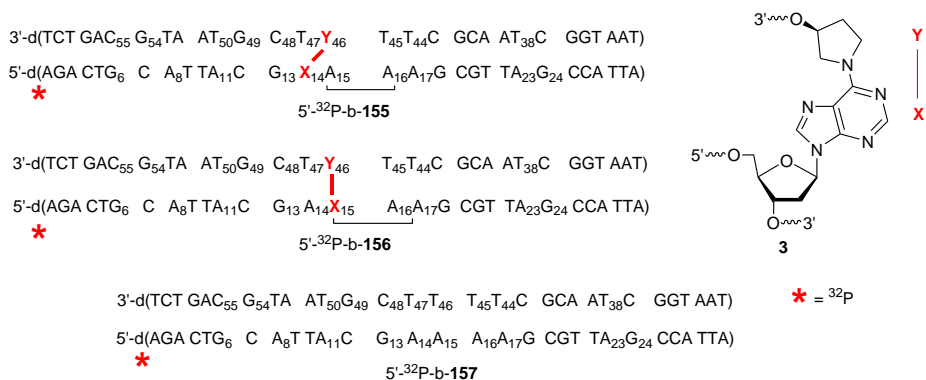 3'-d(TCT GAC55 G54TA AT50G49 C48T47Y46 T45T44C GCA AT38C GGT AAT)
5'-d(AGA CTG6 C A8T TA11C G13 X14A15 A16A17G CGT TA23G24 CCA TTA)
*
5'-32P-b-155
3'-d(TCT GAC55 G54TA AT50G49 C48T47Y46 T45T44C GCA AT38C GGT AAT)
5'-d(AGA CTG6 C A8T TA11C G13 A14X15 A16A17G CGT TA23G24 CCA TTA)
*
5'-32P-b-156
3'-d(TCT GAC55 G54TA AT50G49 C48T47T46 T45T44C GCA AT38C GGT AAT)
5'-d(AGA CTG6 C A8T TA11C G13 A14A15 A16A17G CGT TA23G24 CCA TTA)
*
5'-32P-b-157
3' O
N
N N
N N
5' O O
O 3'
3
Y
X
* = 32P